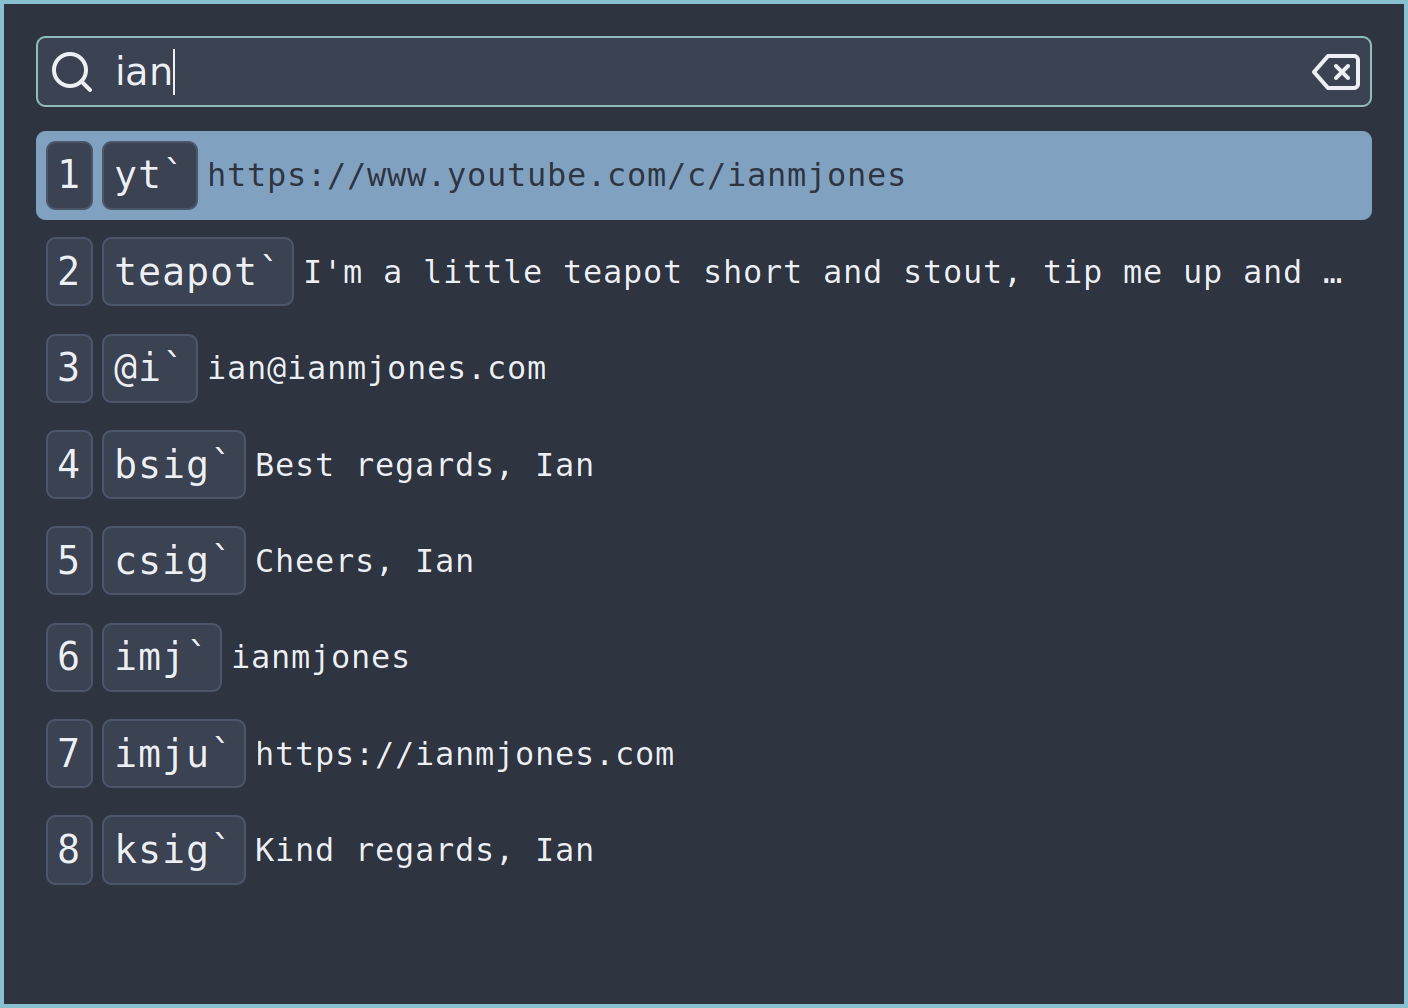 ian
1 yt` https://www.youtube.com/c/ianmjones
2 teapot` I'm a little teapot short and stout, tip me up and …
3 @i` ian@ianmjones.com
4 bsig` Best regards, Ian
5 csig` Cheers, Ian
6 imj` ianmjones
7 imju` https://ianmjones.com
8 ksig` Kind regards, Ian